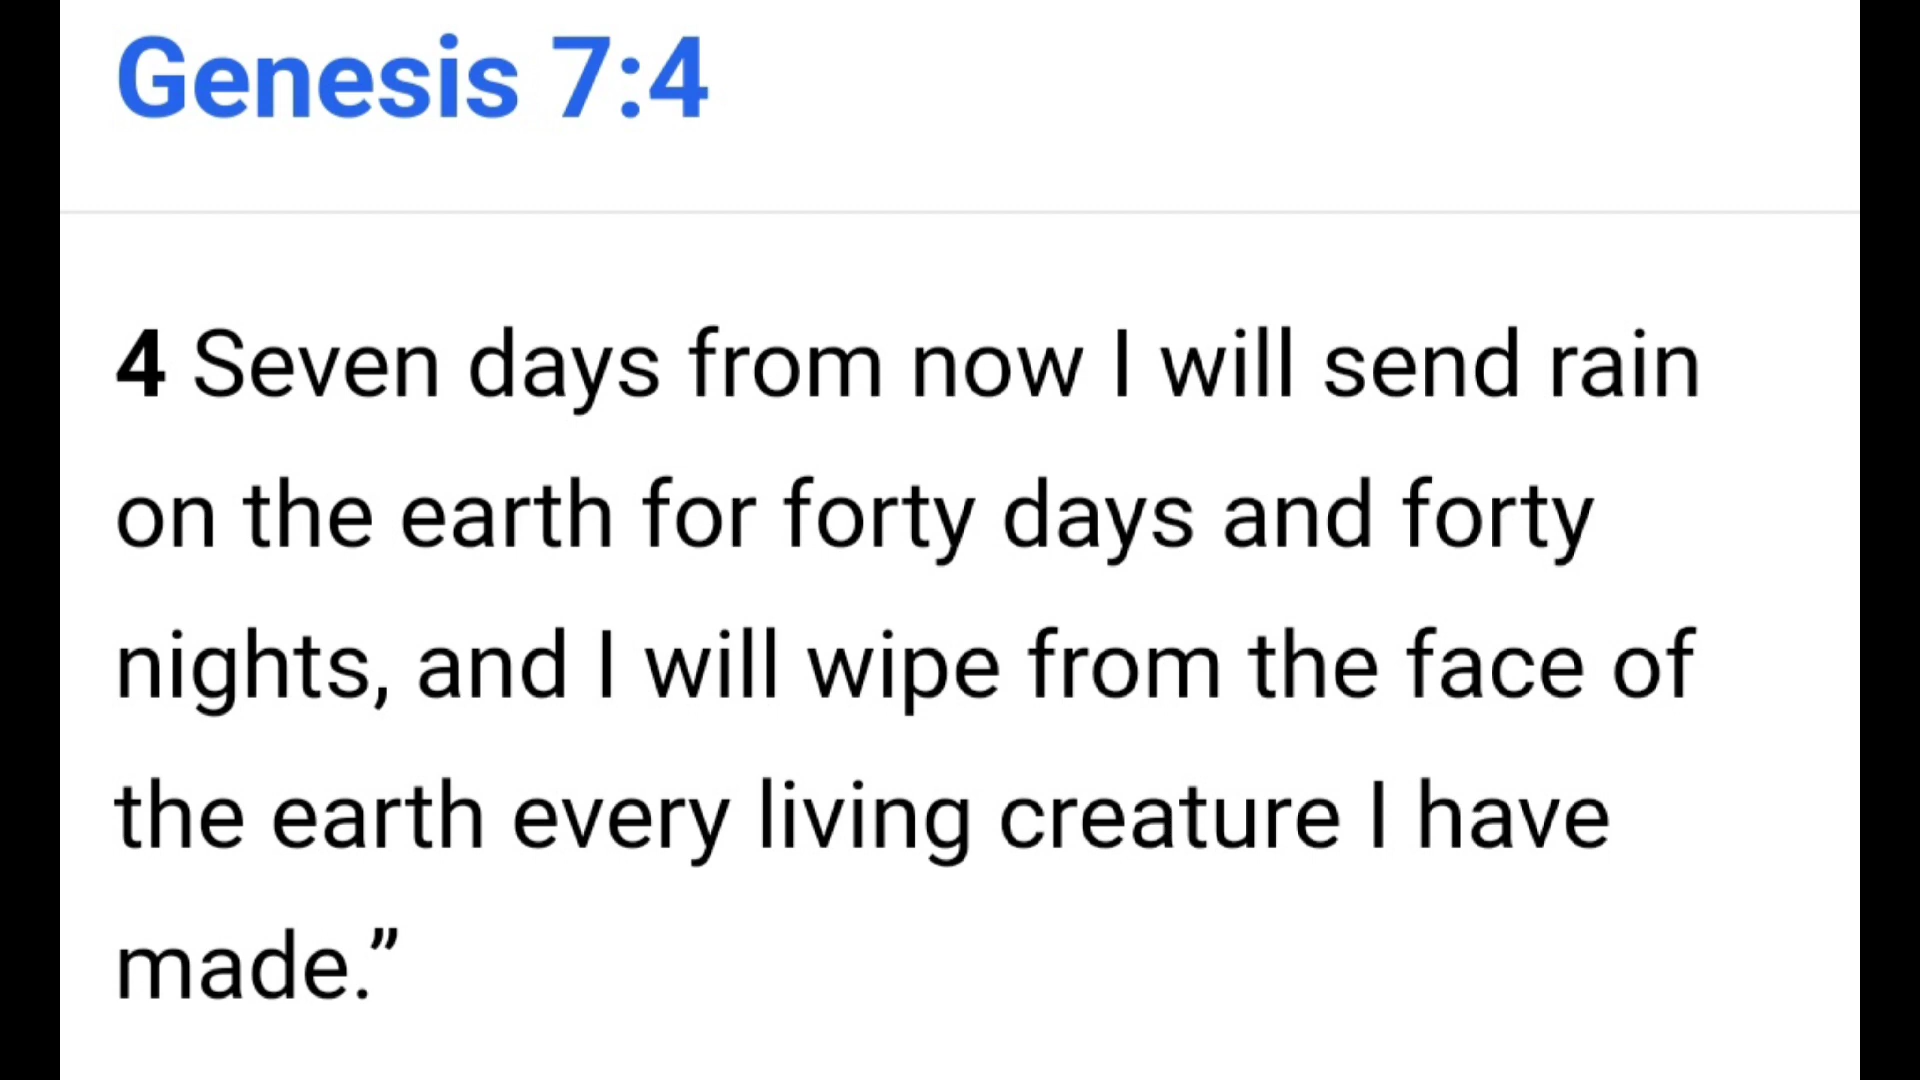 Genesis 7:4
4 Seven days from now I will send rain
on the earth for forty days and forty
nights, and I will wipe from the face of
the earth every living creature I have
made.”